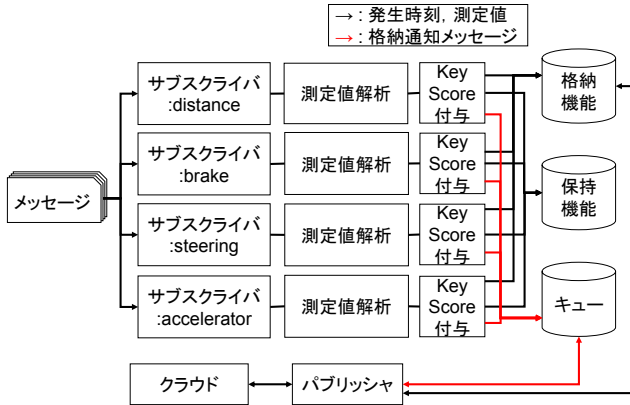 → : 発生時刻, 測定値
→ : 格納通知メッセージ
メッセージ
サブスクライバ
:distance
測定値解析
Key
Score
付与
サブスクライバ
:brake
測定値解析
Key
Score
付与
サブスクライバ
:steering
測定値解析
Key
Score
付与
サブスクライバ
:accelerator
測定値解析
Key
Score
付与
格納
機能
保持
機能
キュー
クラウド
パブリッシャ